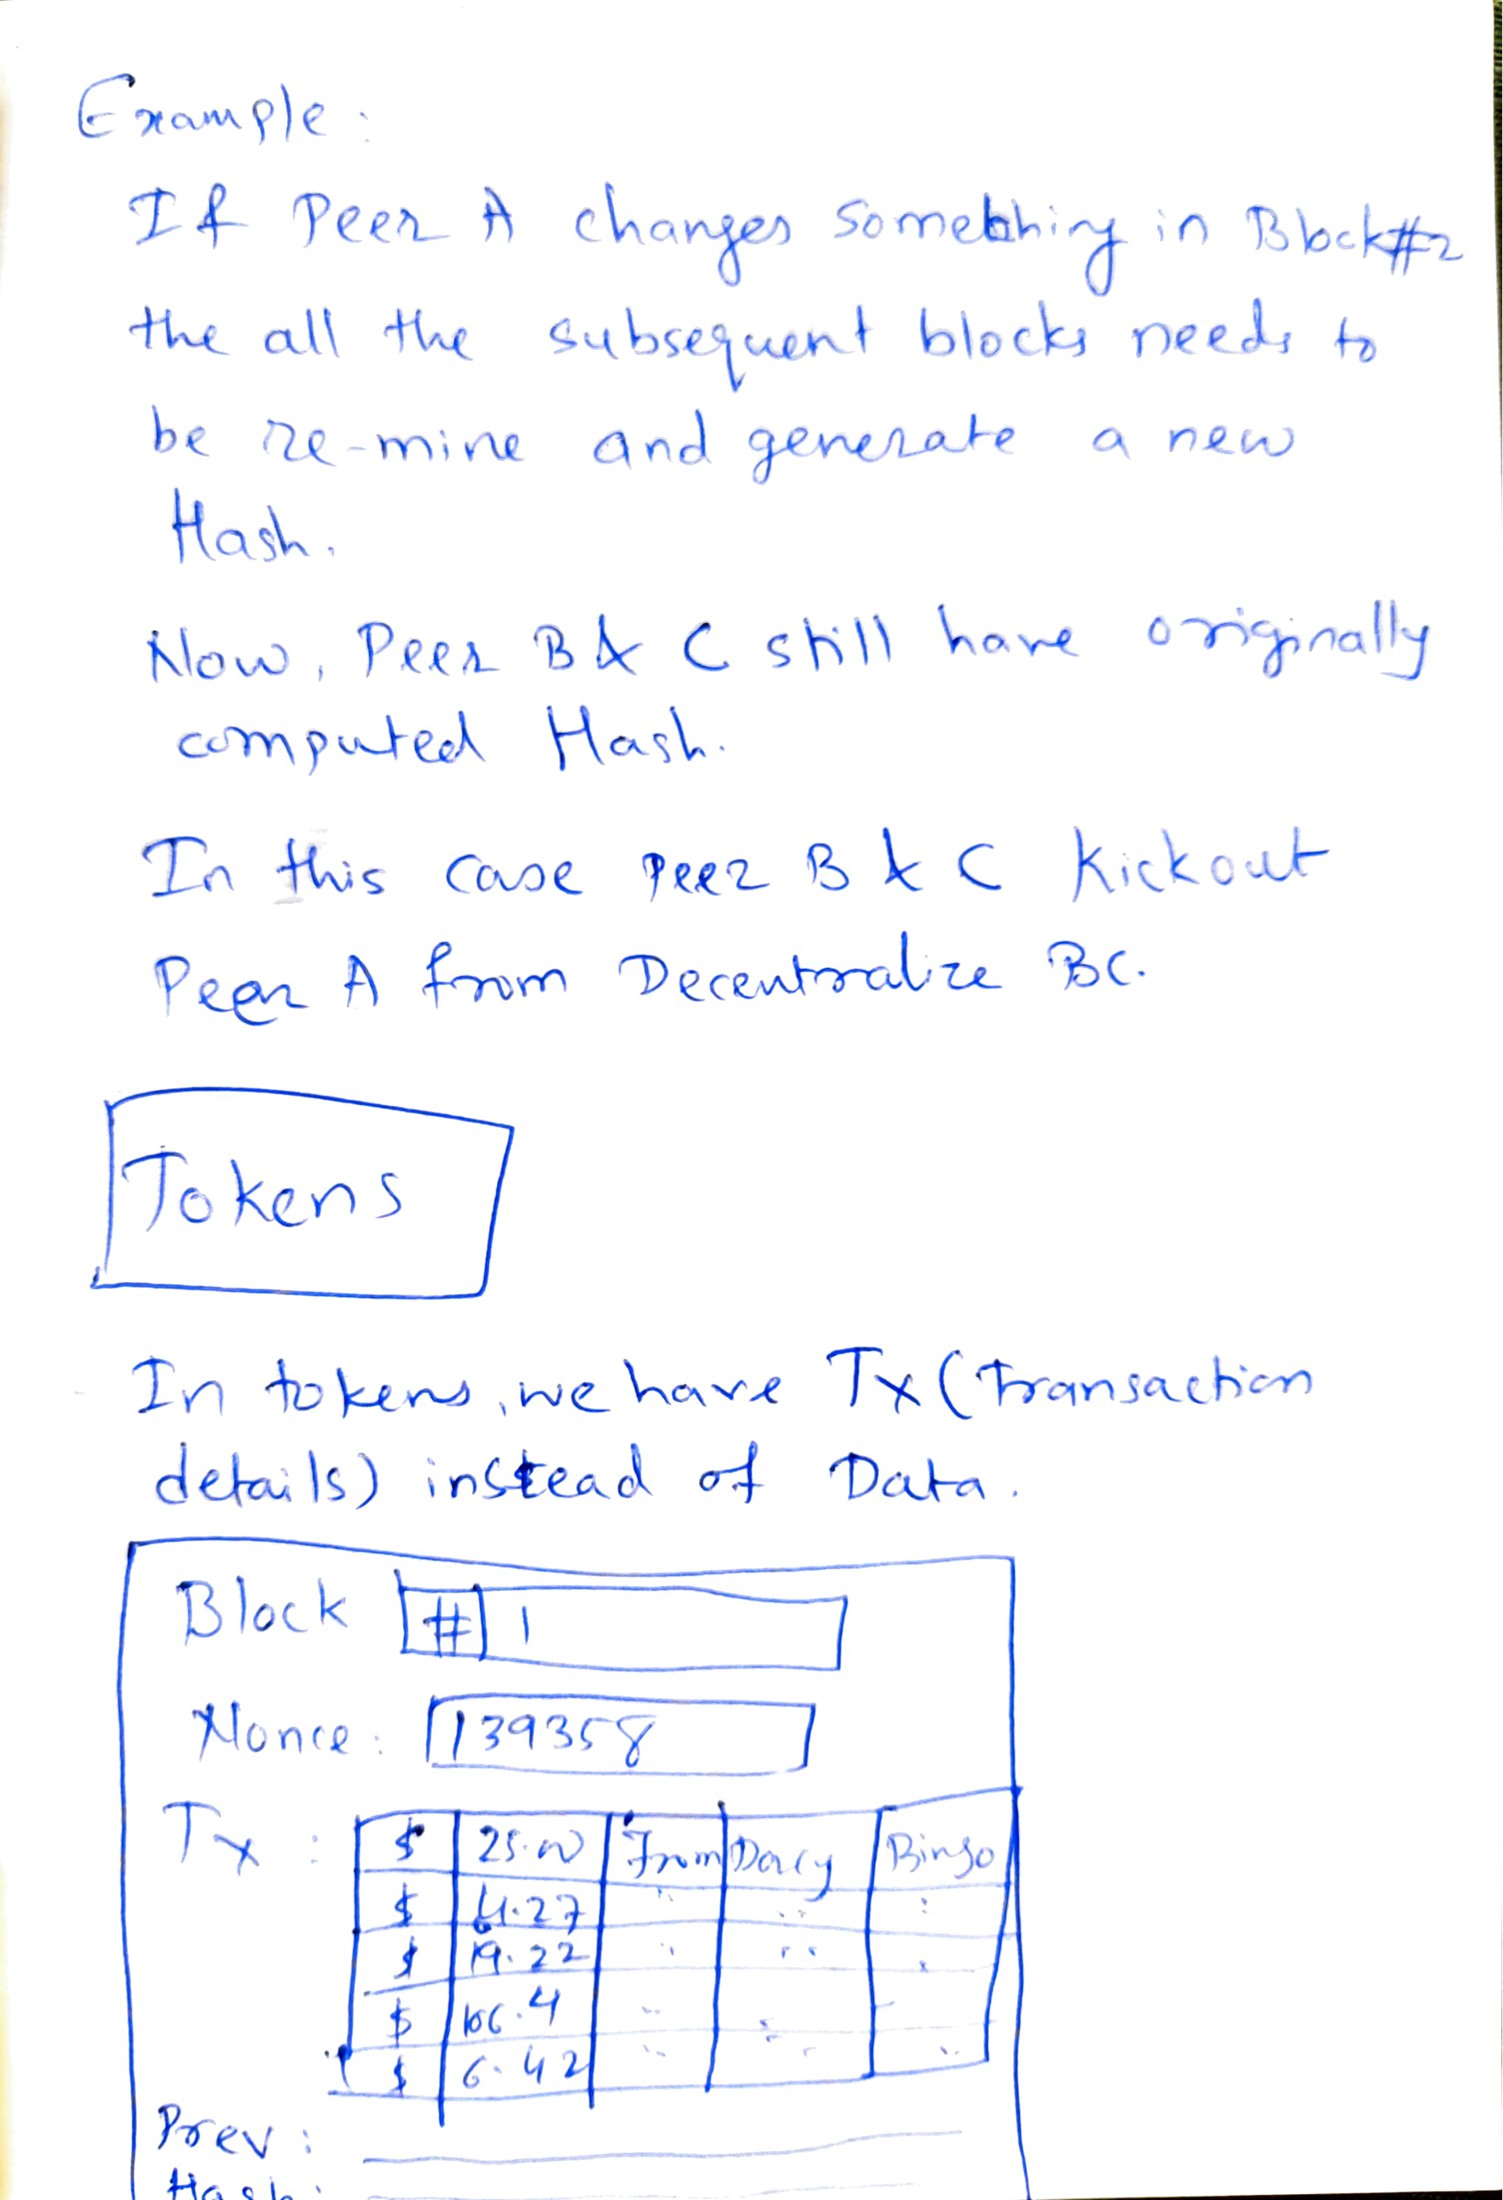 Example:
If Peer A changes something in Block#2
the all the subsequent blocks needs to
be re-mine and generate a new
Hash.
Now, Peer B & C still have originally
computed Hash.
In this case Peer B & C Kickout
Peer A from Decentralize BC.
Tokens
In tokens, we have Tx (Transaction
details) instead of Data.
Block # 1
Nonce: 139358
Tx : $ 25.00 From Darcy Bingo
$ 4.27 " " :
$ 19.22 " " "
$ 106.4 " "
$ 6.42 " " "
Prev:
Hash: